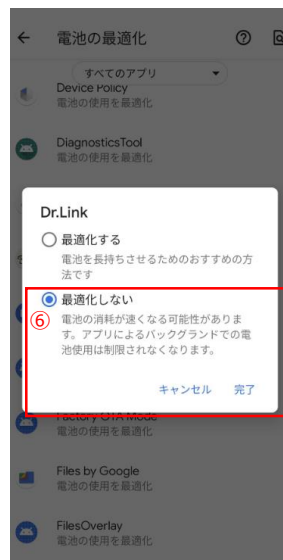 電池の最適化
すべてのアプリ
Device Policy
電池の使用を最適化
DiagnosticsTool
電池の使用を最適化
Dr.Link
最適化する
電池を長持ちさせるためのおすすめの方
法です
最適化しない
⑥
電池の消耗が速くなる可能性がありま
す。アプリによるバックグランドでの電
池使用は制限されなくなります。
キャンセル 完了
Factory OTA Mode
電池の使用を最適化
Files by Google
電池の使用を最適化
FilesOverlay
電池の使用を最適化